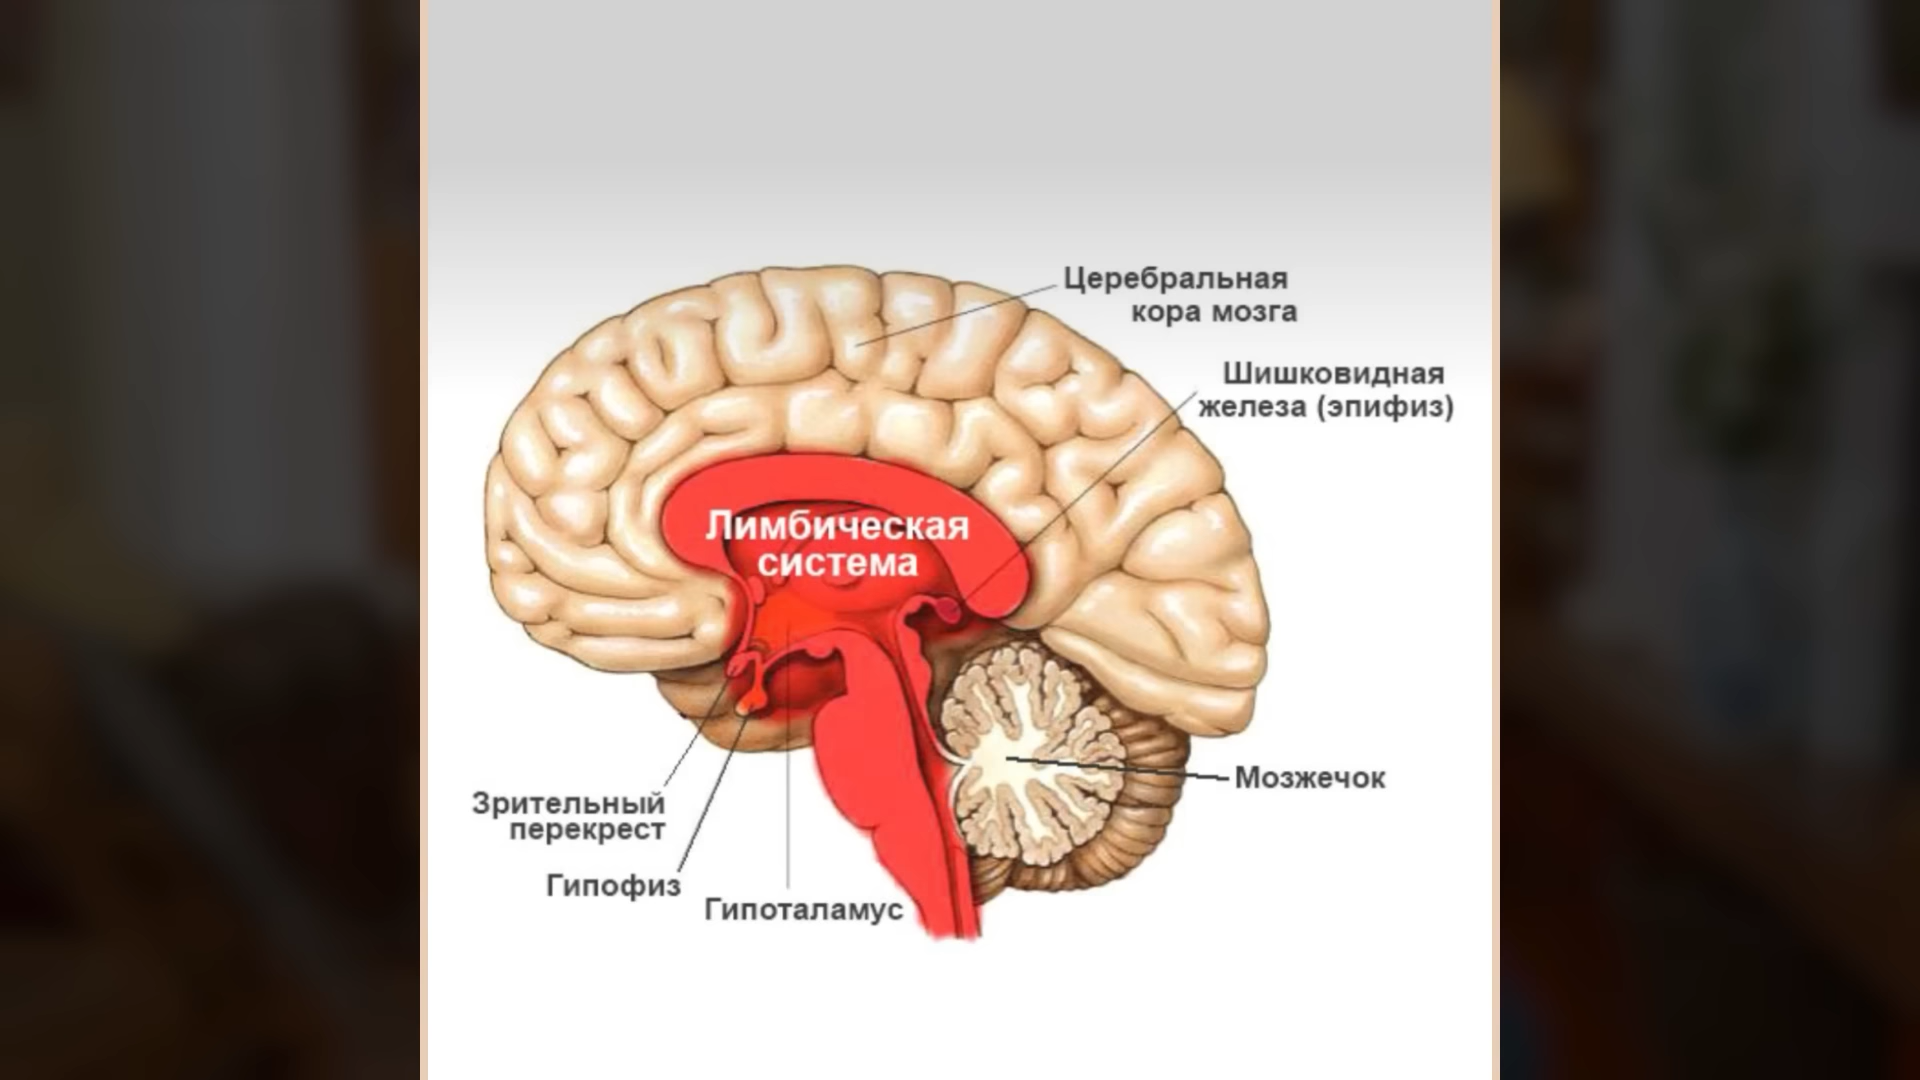 Церебральная
кора мозга
Шишковидная
железа (эпифиз)
Лимбическая
система
Мозжечок
Зрительный
перекрест
Гипофиз
Гипоталамус